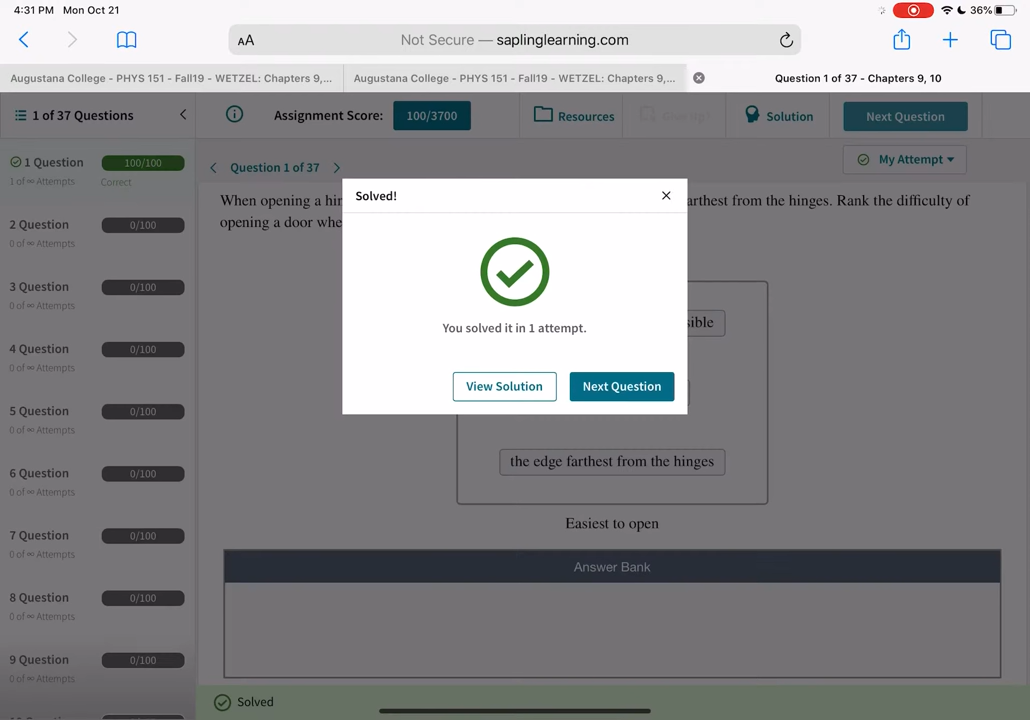 4:31 PM Mon Oct 21
36%
AA
Not Secure — saplinglearning.com
Augustana College - PHYS 151 - Fall19 - WETZEL: Chapters 9,...
Augustana College - PHYS 151 - Fall19 - WETZEL: Chapters 9,...
Question 1 of 37 - Chapters 9, 10
1 of 37 Questions
Assignment Score:
100/3700
Resources
Give Up?
Solution
Next Question
1 Question
100/100
1 of ∞ Attempts
Correct
2 Question
0/100
0 of ∞ Attempts
3 Question
0/100
0 of ∞ Attempts
4 Question
0/100
0 of ∞ Attempts
5 Question
0/100
0 of ∞ Attempts
6 Question
0/100
0 of ∞ Attempts
7 Question
0/100
0 of ∞ Attempts
8 Question
0/100
0 of ∞ Attempts
9 Question
0/100
0 of ∞ Attempts
Question 1 of 37
My Attempt
When opening a hin
arthest from the hinges. Rank the difficulty of
opening a door whe
Solved!
You solved it in 1 attempt.
View Solution
Next Question
sible
the edge farthest from the hinges
Easiest to open
Answer Bank
Solved